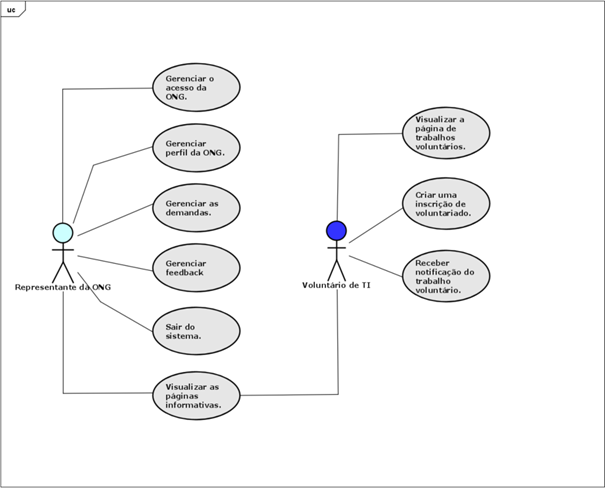 uc
Gerenciar o
acesso da
ONG.
Gerenciar
perfil da ONG.
Gerenciar as
demandas.
Gerenciar
feedback
Representante da ONG
Sair do
sistema.
Visualizar as
páginas
informativas.
Visualizar a
página de
trabalhos
voluntários.
Criar uma
inscrição de
voluntariado.
Receber
notificação do
trabalho
voluntário.
Voluntário de TI